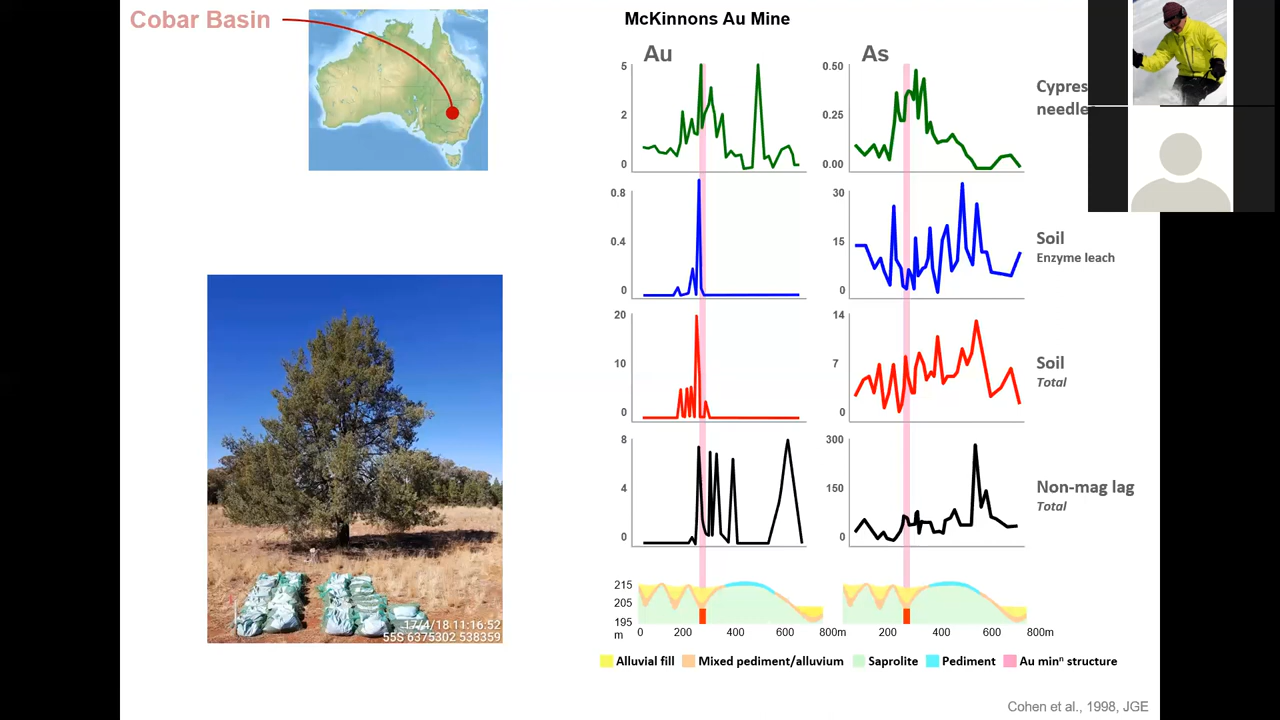 Cobar Basin
McKinnons Au Mine
Au
As
5
2
0
0.50
0.25
0.00
Cypres
needle
0.8
0.4
0
30
15
0
Soil
Enzyme leach
20
10
0
14
7
0
Soil
Total
8
4
0
300
150
0
Non-mag lag
Total
215
205
195
m
0 200 400 600 800m
200 400 600 800m
Alluvial fill Mixed pediment/alluvium Saprolite Pediment Au minⁿ structure
17/4/18 11:16:52
55S 6375302 538359
Cohen et al., 1998, JGE